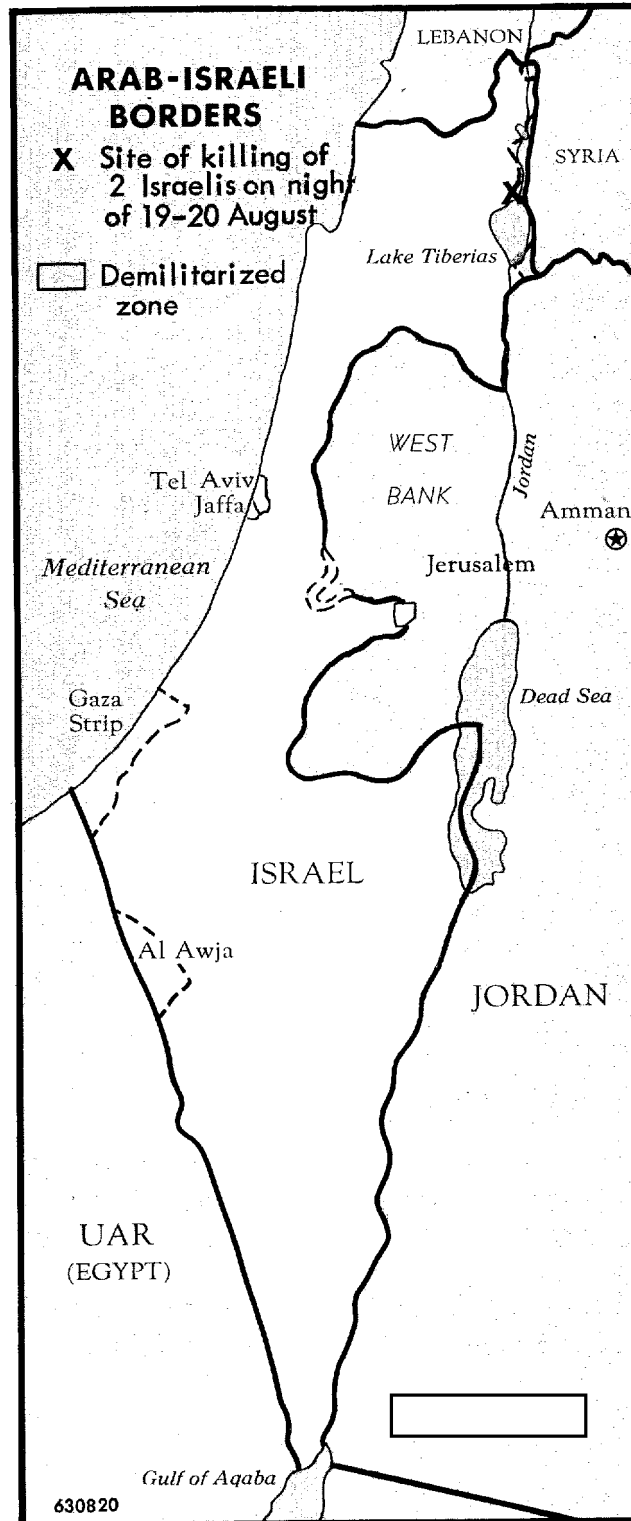 LEBANON
ARAB-ISRAELI
BORDERS
X Site of killing of
2 Israelis on night
of 19-20 August
SYRIA
Lake Tiberias
Demilitarized
zone
WEST
BANK
Jordan
Tel Aviv
Jaffa
Amman
Mediterranean
Sea
Jerusalem
Gaza
Strip
Dead Sea
ISRAEL
Al Awja
JORDAN
UAR
(EGYPT)
Gulf of Aqaba
630820